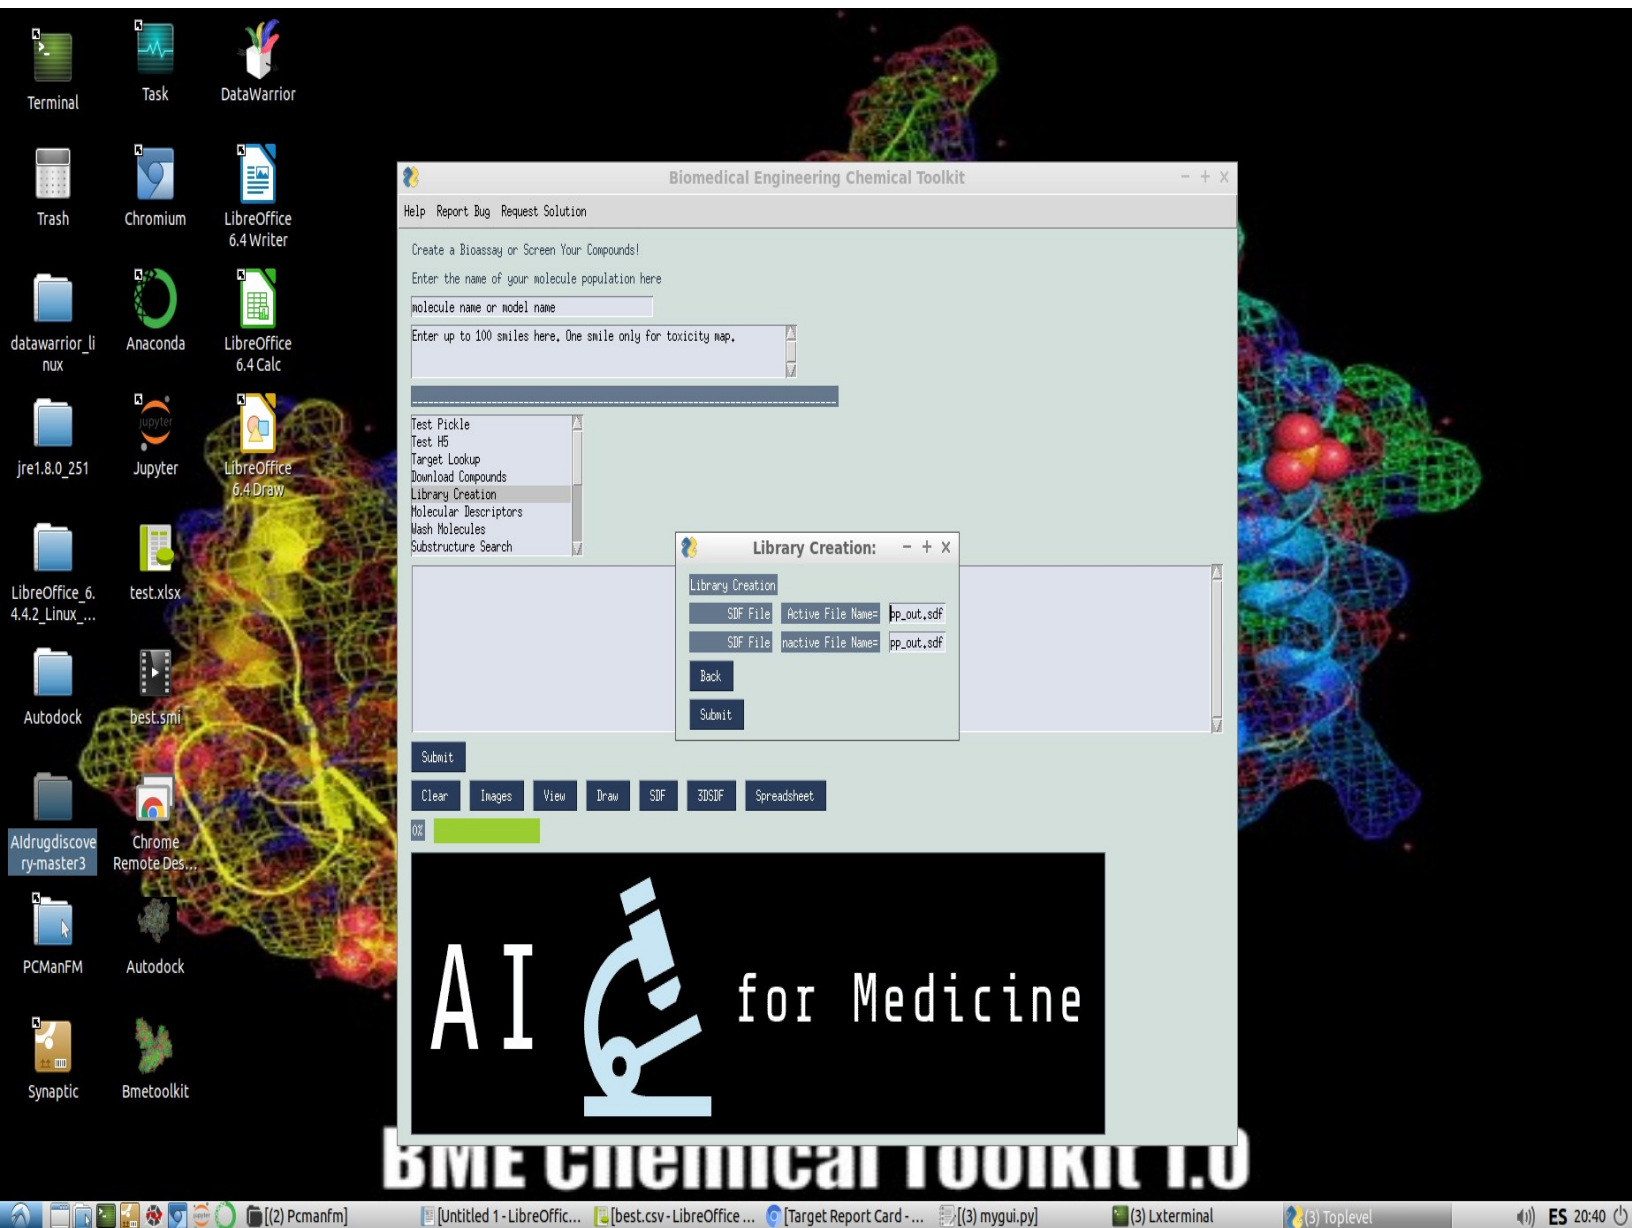 Terminal
Task
DataWarrior
Trash
Chromium
LibreOffice
6.4 Writer
datawarrior_li
nux
Anaconda
LibreOffice
6.4 Calc
jre1.8.0_251
Jupyter
jupyter
LibreOffice
6.4 Draw
LibreOffice_6.
4.4.2_Linux_...
test.xlsx
Autodock
best.smi
AIdrugdiscove
ry-master3
Chrome
Remote Des...
PCManFM
Autodock
Synaptic
Bmetoolkit
Biomedical Engineering Chemical Toolkit
Help Report Bug Request Solution
Create a Bioassay or Screen Your Compounds!
Enter the name of your molecule population here
molecule name or model name
Enter up to 100 smiles here. One smile only for toxicity map.
Test Pickle
Test H5
Target Lookup
Download Compounds
Library Creation
Molecular Descriptors
Wash Molecules
Substructure Search
Library Creation:
Library Creation
SDF File Active File Name= pp_out.sdf
SDF File nactive File Name= pp_out.sdf
Back
Submit
Submit
Clear Images View Draw SDF 3DSDF Spreadsheet
0%
AI for Medicine
BME Chemical Toolkit 1.0
[(2) Pcmanfm] [Untitled 1 - LibreOffic... [best.csv - LibreOffice ... [Target Report Card - ... [(3) mygui.py] (3) Lxterminal (3) Toplevel ES 20:40